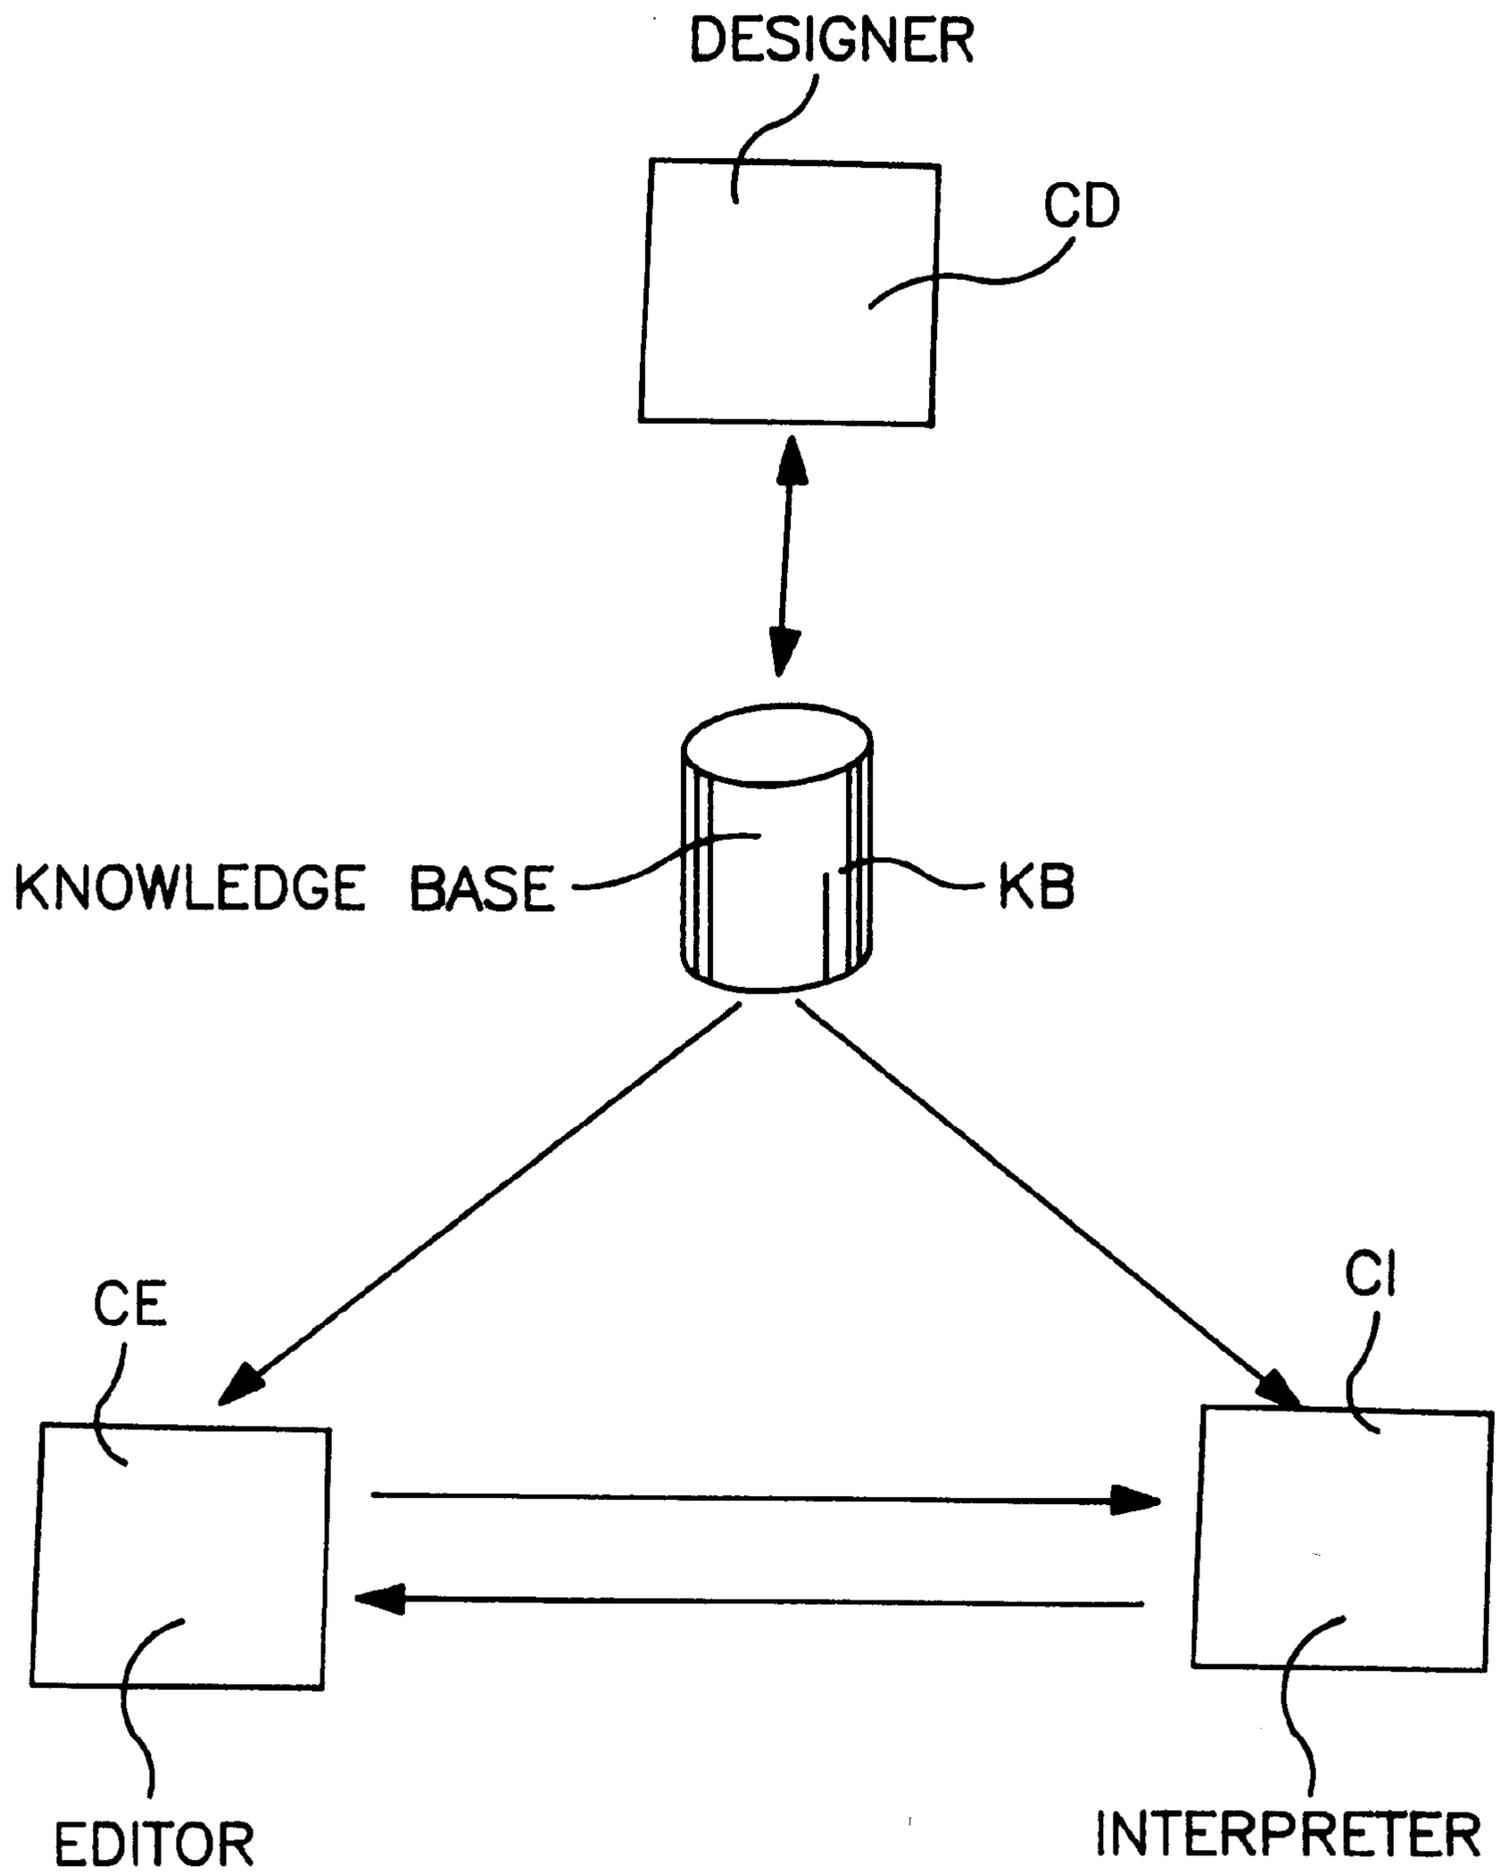 DESIGNER
CD
KNOWLEDGE BASE
KB
CE
CI
EDITOR
INTERPRETER